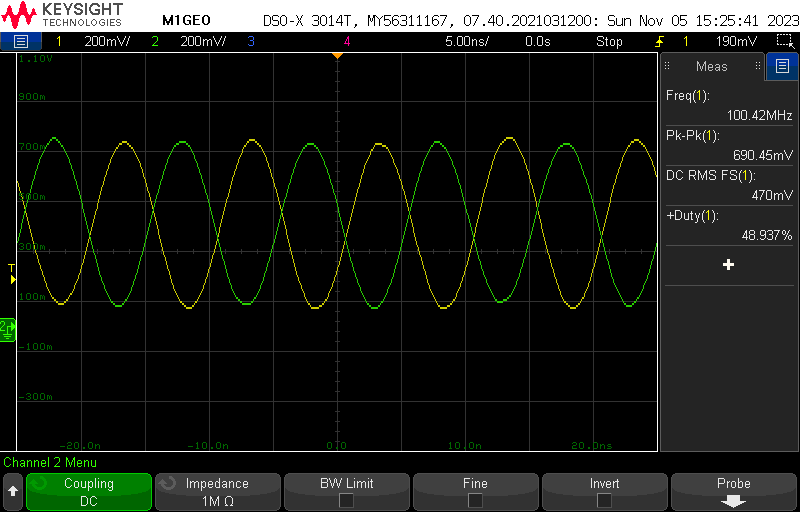 KEYSIGHT
TECHNOLOGIES
M1GEO
DSO-X 3014T, MY56311167, 07.40.2021031200: Sun Nov 05 15:25:41 2023
1 200mV/ 2 200mV/ 3 4 5.00ns/ 0.0s Stop 1 190mV
1.10V
900m
700m
500m
300m
100m
-100m
-300m
-20.0n -10.0n 0.0 10.0n 20.0ns
T
2
Meas
Freq(1):
100.42MHz
Pk-Pk(1):
690.45mV
DC RMS FS(1):
470mV
+Duty(1):
48.937%
Channel 2 Menu
Coupling
DC
Impedance
1M Ω
BW Limit
Fine
Invert
Probe